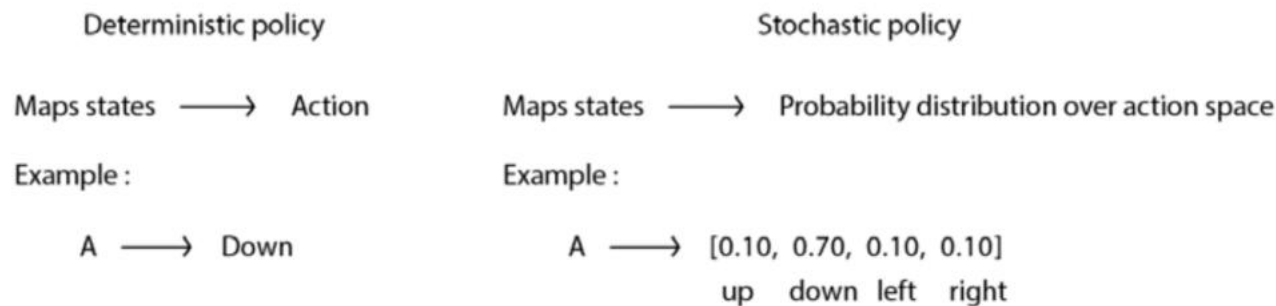 Deterministic policy
Maps states ⟶ Action
Example :
A ⟶ Down
Stochastic policy
Maps states ⟶ Probability distribution over action space
Example :
A ⟶ [0.10, 0.70, 0.10, 0.10]
up down left right